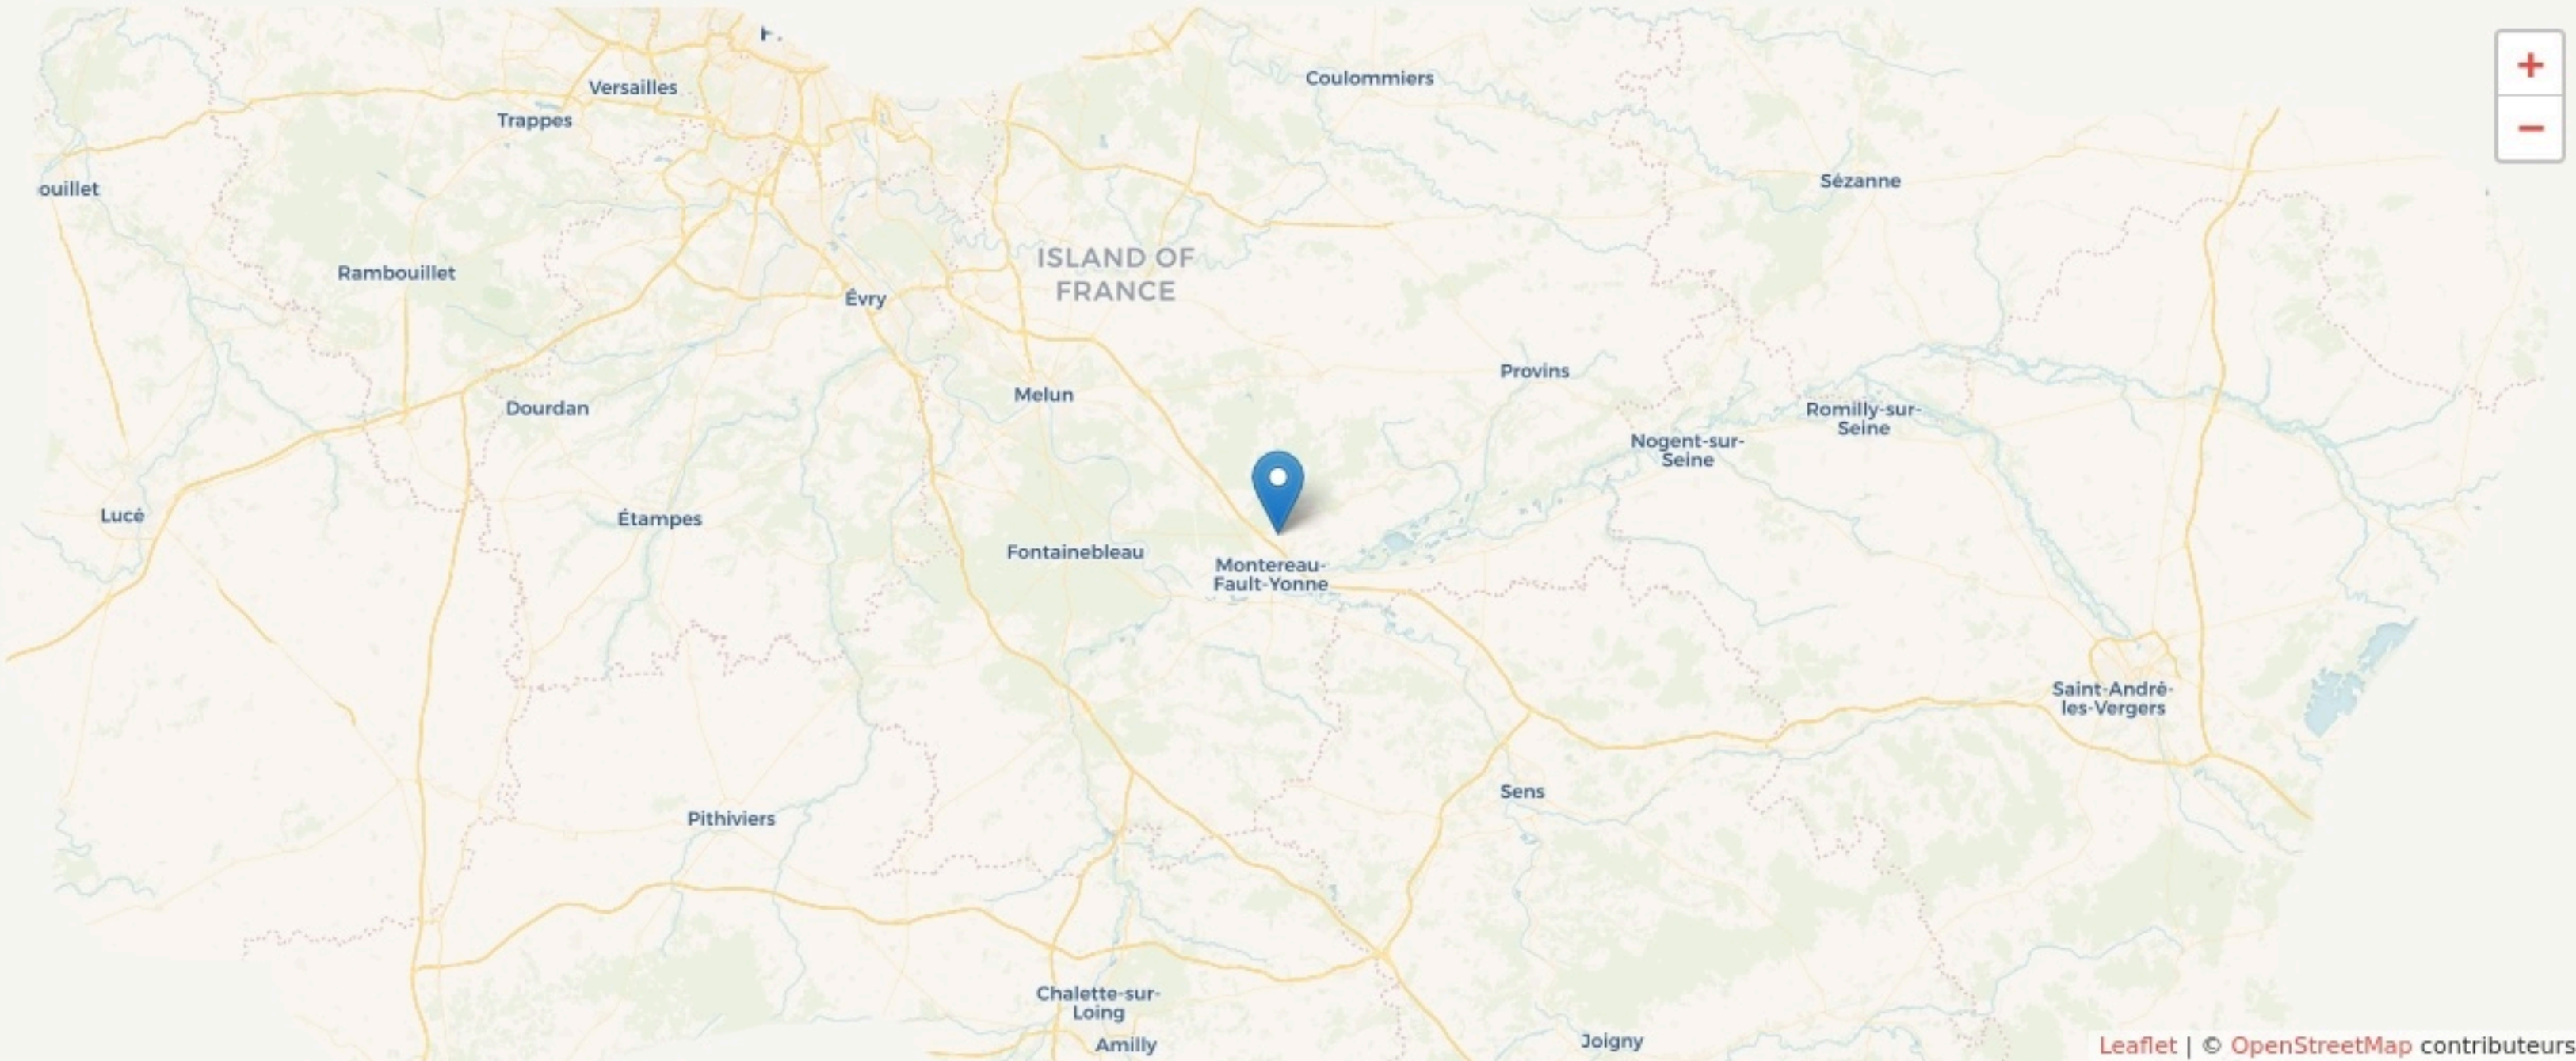 Versailles
Coulommiers
Trappes
Sézanne
ouillet
ISLAND OF
FRANCE
Rambouillet
Évry
Provins
Melun
Dourdan
Romilly-sur-
Seine
Nogent-sur-
Seine
Lucé
Étampes
Fontainebleau
Montereau-
Fault-Yonne
Saint-André-
les-Vergers
Sens
Pithiviers
Chalette-sur-
Loing
Amilly
Joigny
+
−
Leaflet | © OpenStreetMap contributeurs